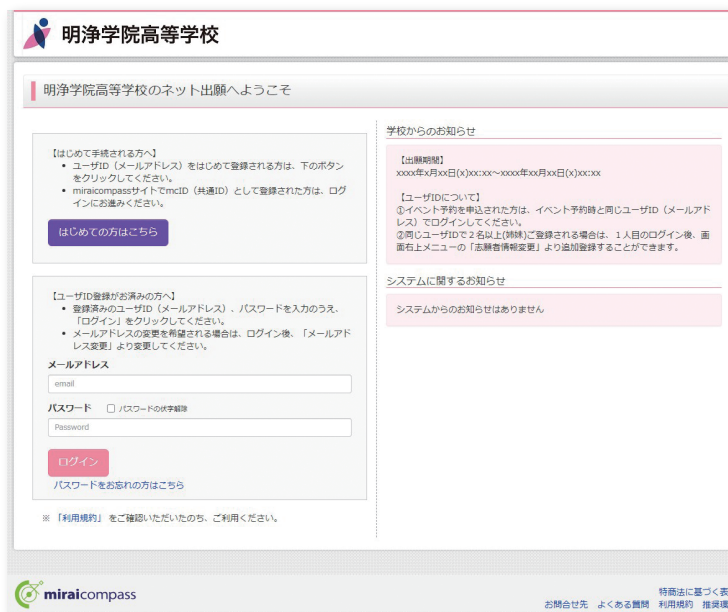 明浄学院高等学校
明浄学院高等学校のネット出願へようこそ
【はじめて手続される方へ】
• ユーザID（メールアドレス）をはじめて登録される方は、下のボタン
をクリックしてください。
• miraicompassサイトでmcID（共通ID）として登録された方は、ログ
インにお進みください。
はじめての方はこちら
【ユーザID登録がお済みの方へ】
• 登録済みのユーザID（メールアドレス）、パスワードを入力のうえ、
「ログイン」をクリックしてください。
• メールアドレスの変更を希望される場合は、ログイン後、「メールアド
レス変更」より変更してください。
メールアドレス
email
パスワード パスワードの伏字解除
Password
ログイン
パスワードをお忘れの方はこちら
※ 「利用規約」 をご確認いただいたのち、ご利用ください。
学校からのお知らせ
【出願期間】
xxxx年x月xx日(x)xx:xx～xxxx年xx月xx日(x)xx:xx
【ユーザIDについて】
①イベント予約を申込された方は、イベント予約時と同じユーザID（メールアド
レス）でログインしてください。
②同じユーザIDで２名以上(姉妹)ご登録される場合は、１人目のログイン後、画
面右上メニューの「志願者情報変更」より追加登録することができます。
システムに関するお知らせ
システムからのお知らせはありません
miraicompass
特商法に基づく表
お問合せ先 よくある質問 利用規約 推奨